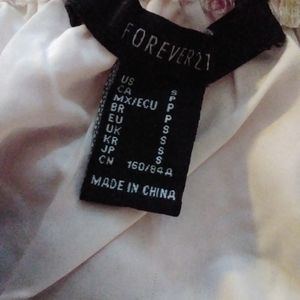 FOREVER 21
US S
CA P
MX/ECU P
BR P
EU S
UK S
KR S
JP S
CN 160/84A
MADE IN CHINA